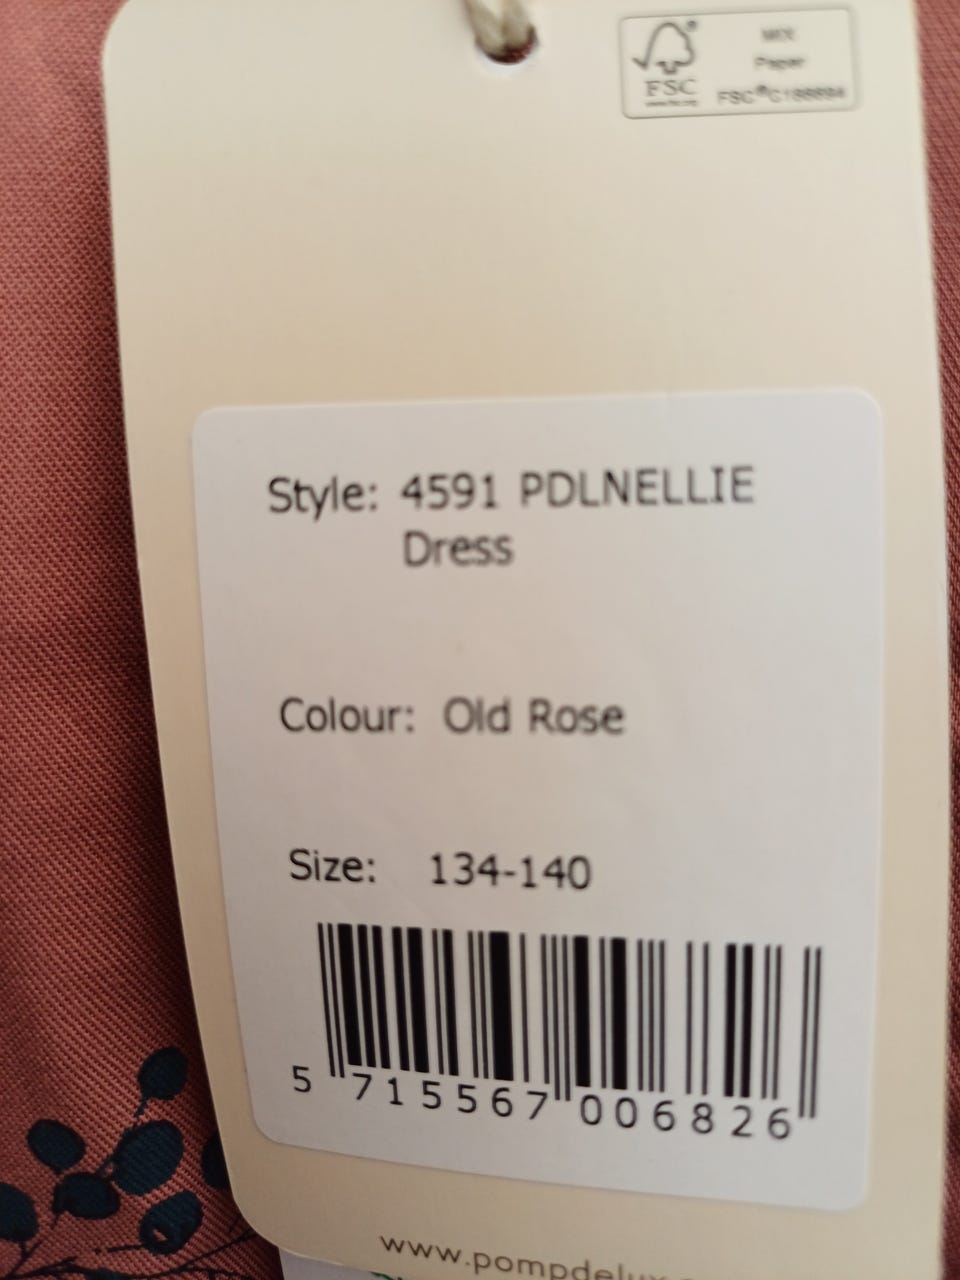 FSC
MIX
Paper
Style: 4591 PDLNELLIE
Dress
Colour: Old Rose
Size: 134-140
5 715567 006826